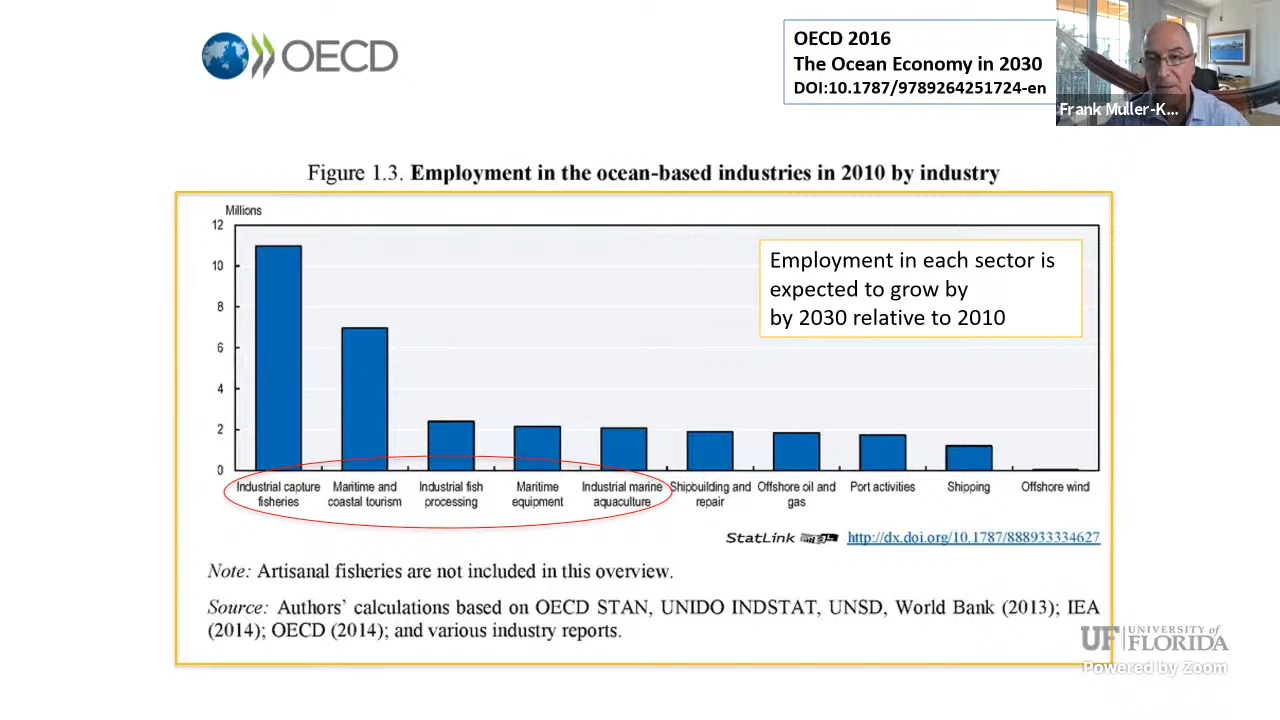 OECD
OECD 2016
The Ocean Economy in 2030
DOI:10.1787/9789264251724-en
Frank Muller-K...
Figure 1.3. Employment in the ocean-based industries in 2010 by industry
Millions
12
10
8
6
4
2
0
Employment in each sector is
expected to grow by
by 2030 relative to 2010
Industrial capture
fisheries
Maritime and
coastal tourism
Industrial fish
processing
Maritime
equipment
Industrial marine
aquaculture
Shipbuilding and
repair
Offshore oil and
gas
Port activities
Shipping
Offshore wind
StatLink http://dx.doi.org/10.1787/888933334627
Note: Artisanal fisheries are not included in this overview.
Source: Authors' calculations based on OECD STAN, UNIDO INDSTAT, UNSD, World Bank (2013); IEA
(2014); OECD (2014); and various industry reports.
UF UNIVERSITY of
FLORIDA
Powered by Zoom